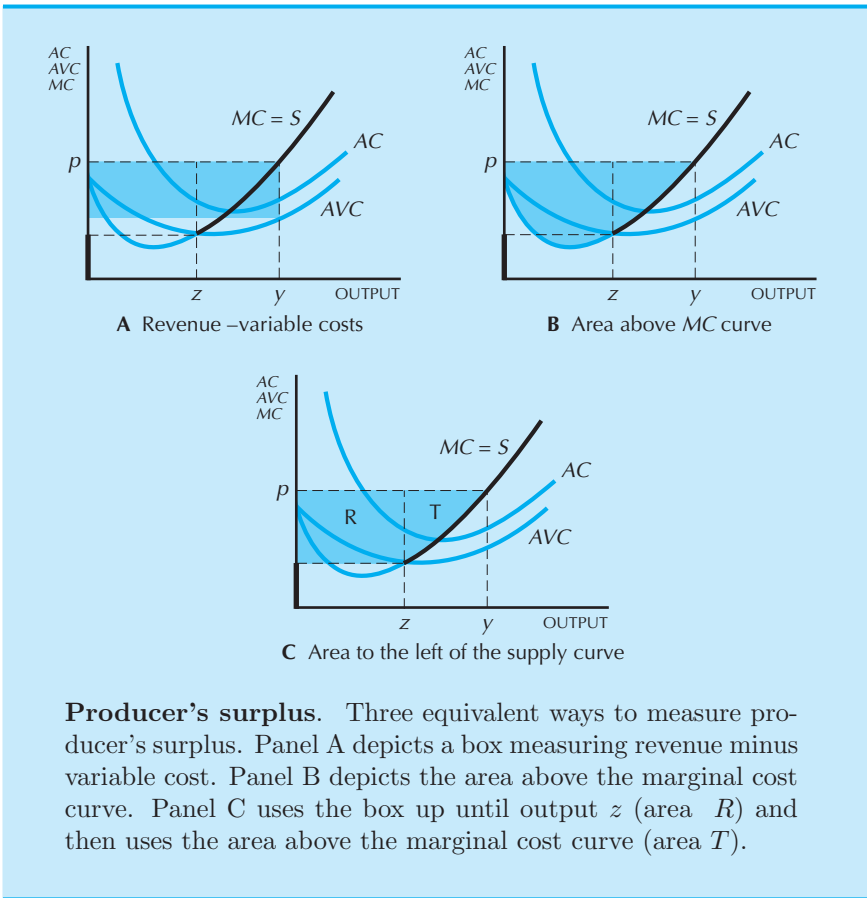 AC
AVC
MC
MC = S
AC
p
AVC
z
y
OUTPUT
A Revenue –variable costs
AC
AVC
MC
MC = S
AC
p
AVC
z
y
OUTPUT
B Area above MC curve
AC
AVC
MC
MC = S
AC
p
R
T
AVC
z
y
OUTPUT
C Area to the left of the supply curve
Producer's surplus. Three equivalent ways to measure pro-
ducer's surplus. Panel A depicts a box measuring revenue minus
variable cost. Panel B depicts the area above the marginal cost
curve. Panel C uses the box up until output z (area R) and
then uses the area above the marginal cost curve (area T).